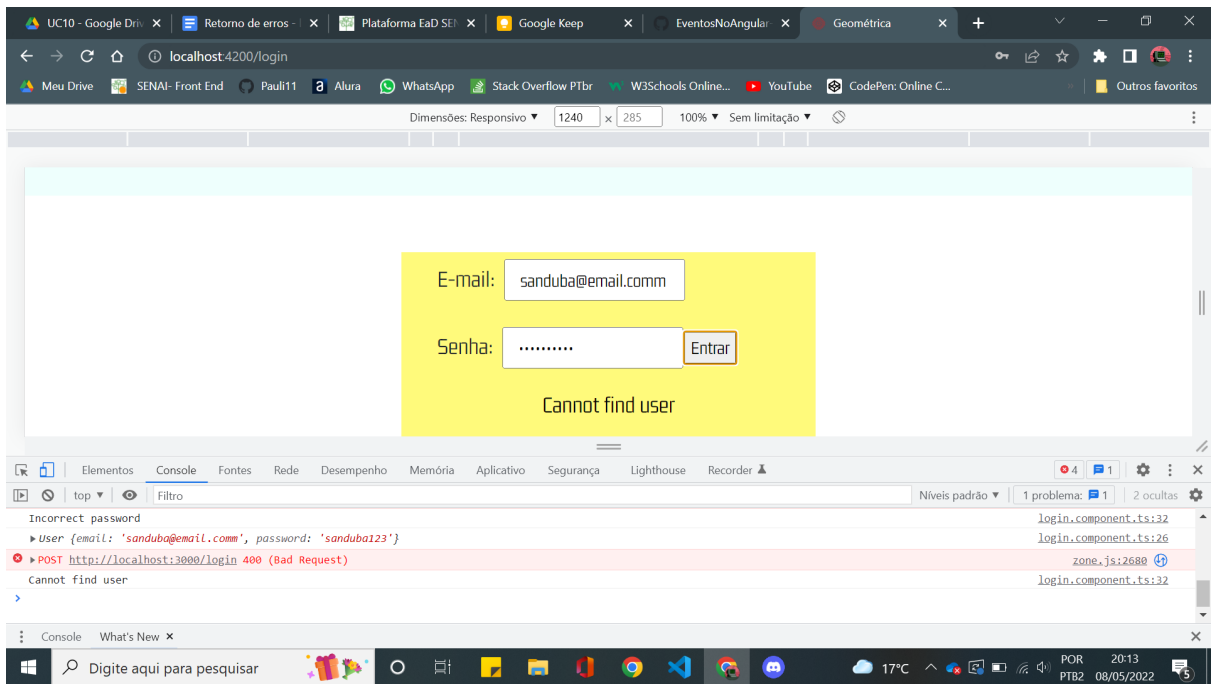 UC10 - Google Driv
Retorno de erros -
Plataforma EaD SEN
Google Keep
EventosNoAngular-
Geométrica
localhost:4200/login
Meu Drive
SENAI- Front End
Pauli11
Alura
WhatsApp
Stack Overflow PTbr
W3Schools Online...
YouTube
CodePen: Online C...
Outros favoritos
Dimensões: Responsivo ▼ 1240 × 285 100% ▼ Sem limitação ▼
E-mail: sanduba@email.comm
Senha: •••••••••• Entrar
Cannot find user
Elementos Console Fontes Rede Desempenho Memória Aplicativo Segurança Lighthouse Recorder 4 1
top ▼ Filtro Níveis padrão ▼ 1 problema: 1 2 ocultas
Incorrect password login.component.ts:32
▶User {email: 'sanduba@email.comm', password: 'sanduba123'} login.component.ts:26
▶POST http://localhost:3000/login 400 (Bad Request) zone.js:2680
Cannot find user login.component.ts:32
>
Console What's New ×
Digite aqui para pesquisar
17°C
POR
PTB2
20:13
08/05/2022
5